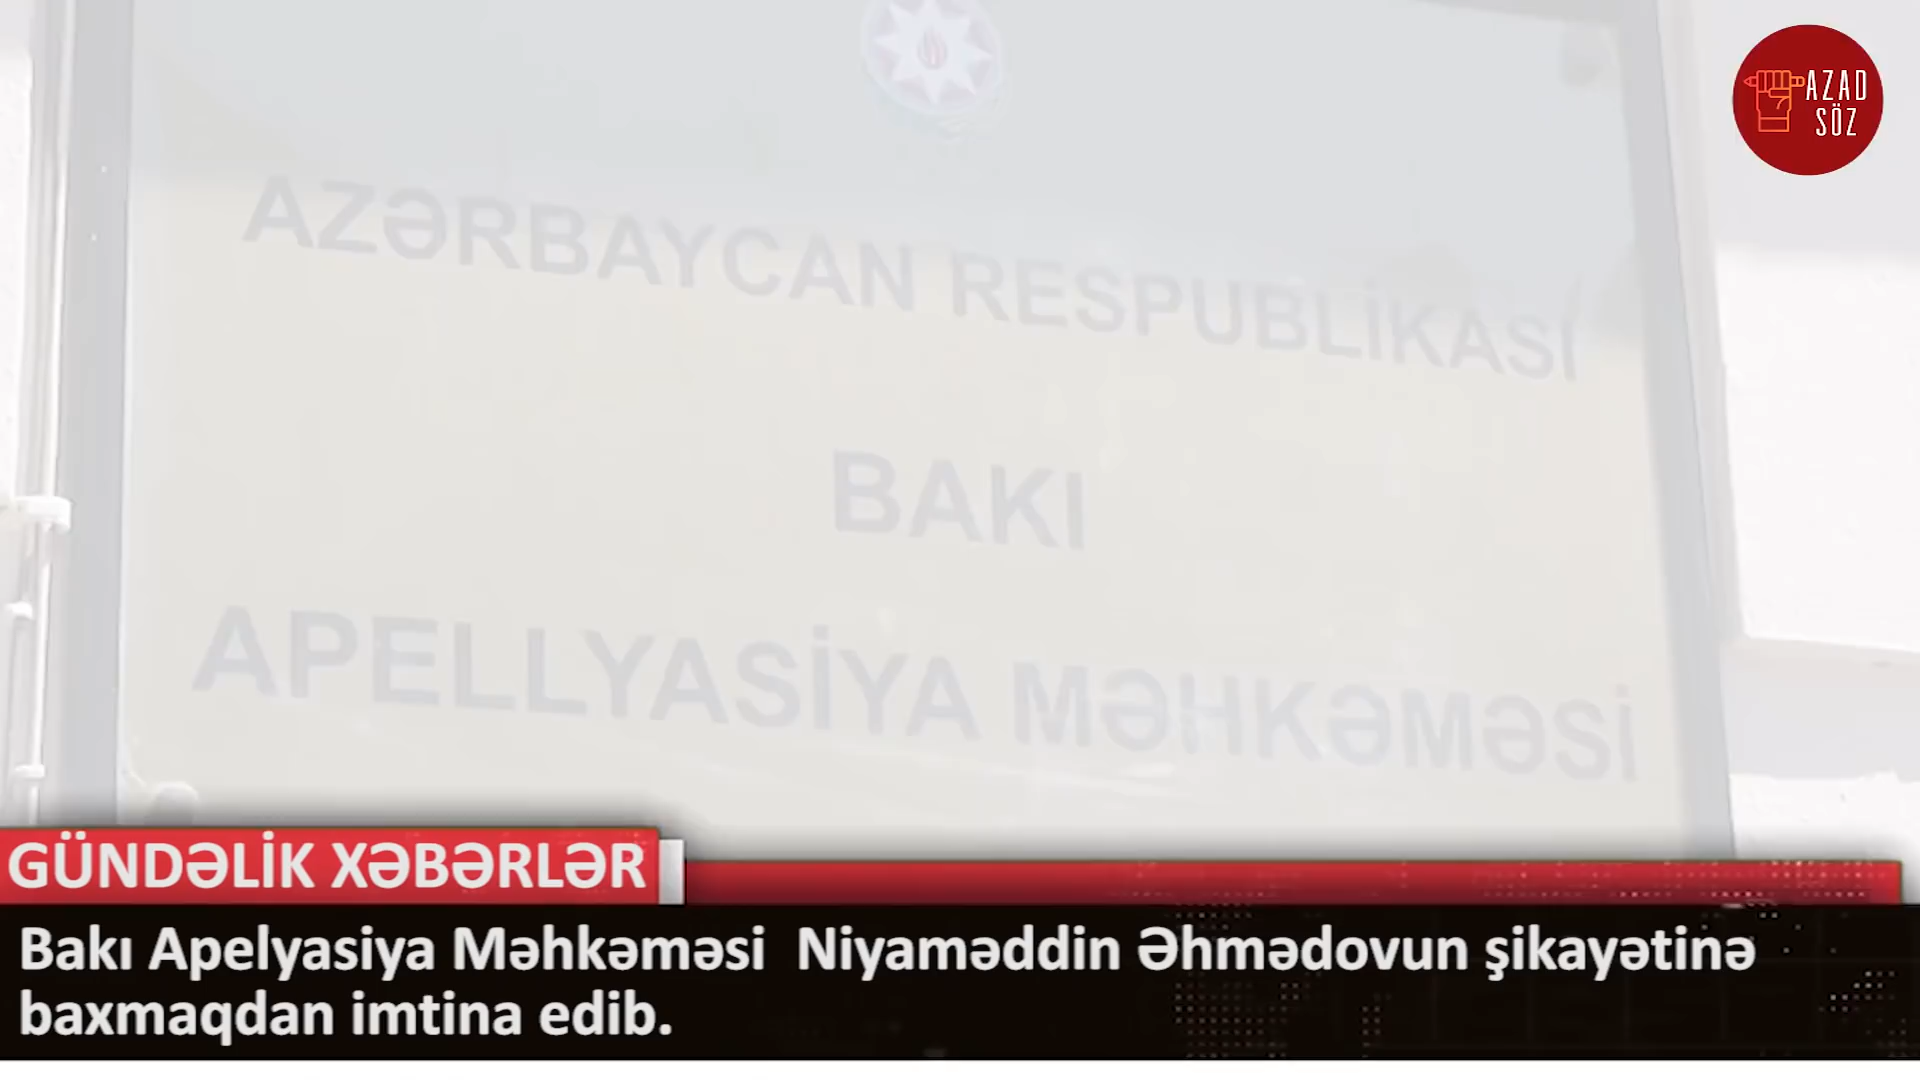 AZAD
SÖZ
AZƏRBAYCAN RESPUBLİKASI
BAKI
APELLYASİYA MƏHKƏMƏSİ
GÜNDƏLİK XƏBƏRLƏR
Bakı Apelyasiya Məhkəməsi Niyaməddin Əhmədovun şikayətinə
baxmaqdan imtina edib.